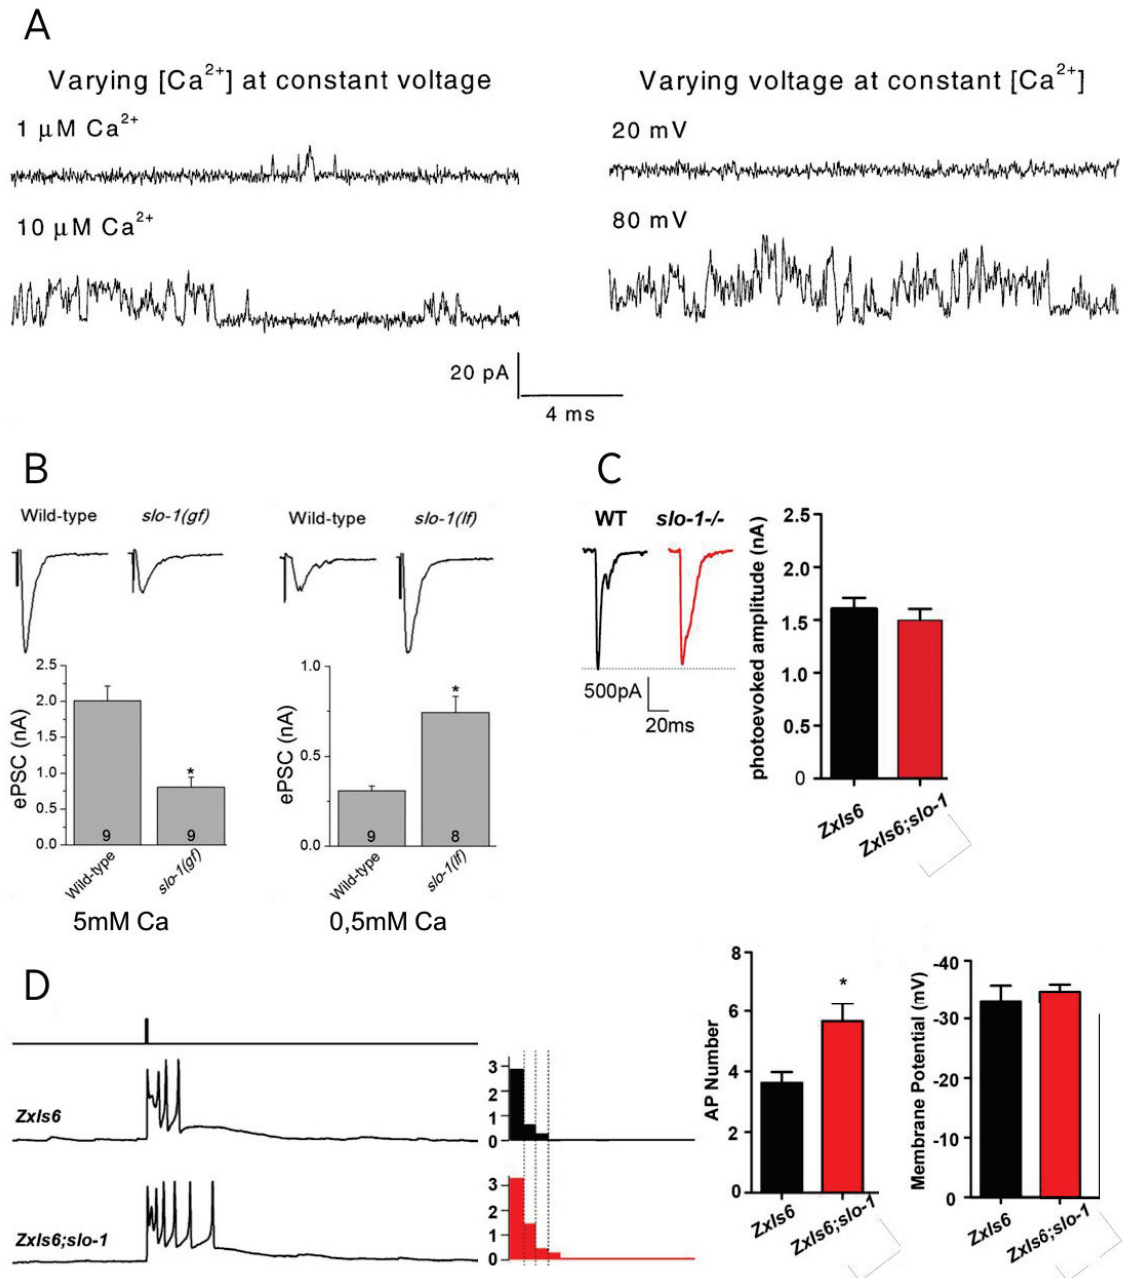 A
Varying [Ca²⁺] at constant voltage
Varying voltage at constant [Ca²⁺]
1 μM Ca²⁺
20 mV
10 μM Ca²⁺
80 mV
20 pA
4 ms
B
Wild-type
slo-1(gf)
Wild-type
slo-1(lf)
ePSC (nA)
2.5
2.0
1.5
1.0
0.5
0.0
9
9
Wild-type
slo-1(gf)
5mM Ca
ePSC (nA)
1.0
0.5
0.0
*
*
9
8
Wild-type
slo-1(lf)
0,5mM Ca
C
WT
slo-1-/-
500pA
20ms
photoevoked amplitude (nA)
2.5
2.0
1.5
1.0
0.5
0
ZxIs6
ZxIs6;slo-1
D
ZxIs6
ZxIs6;slo-1
3
2
1
0
3
2
1
0
AP Number
8
6
4
2
0
*
ZxIs6
ZxIs6;slo-1
Membrane Potential (mV)
-40
-30
-20
-10
0
ZxIs6
ZxIs6;slo-1